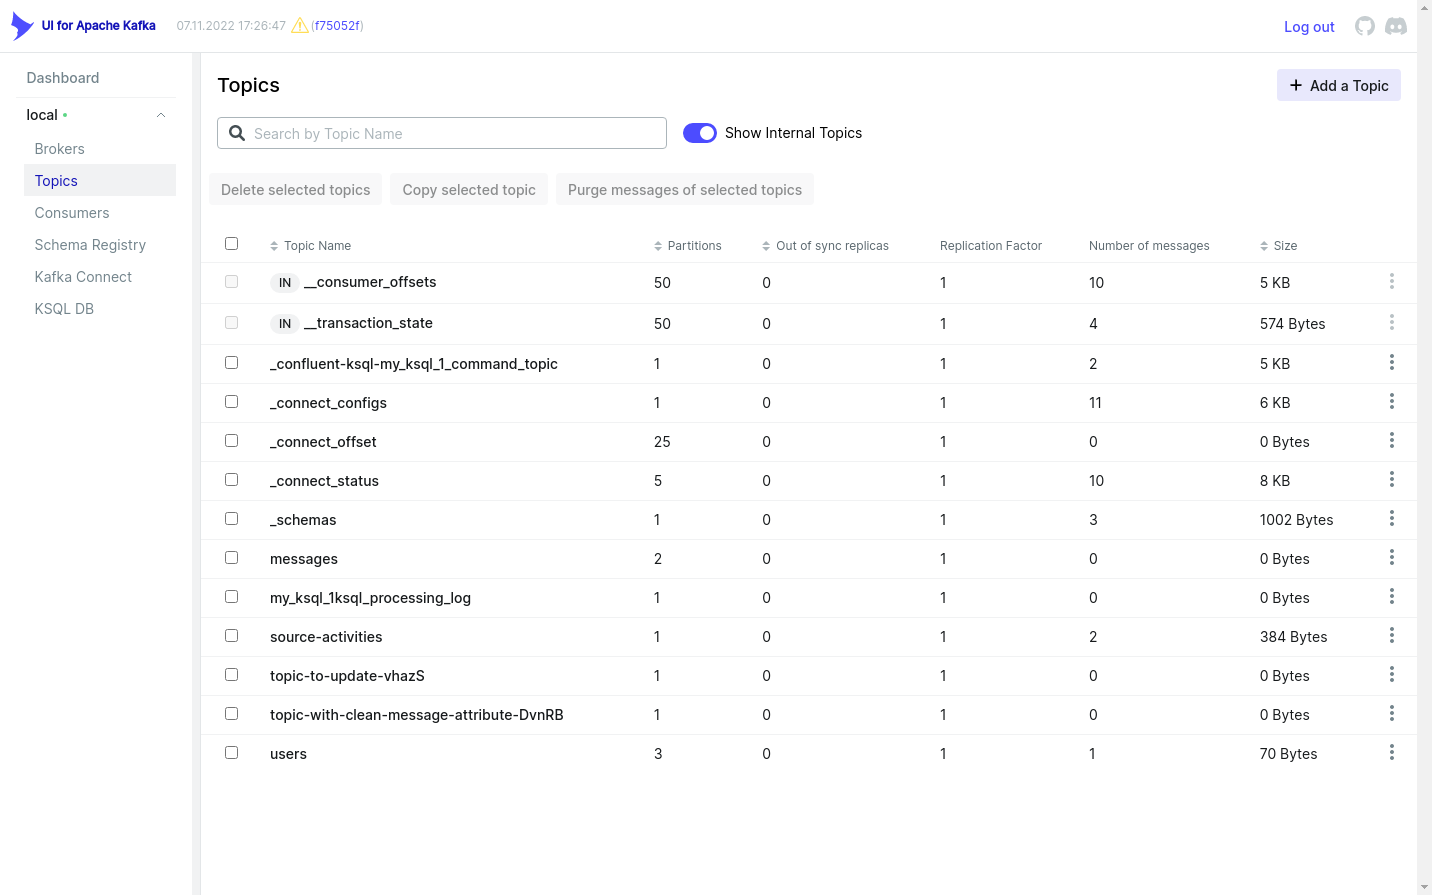 UI for Apache Kafka 07.11.2022 17:26:47 (f75052f) Log out
Dashboard
local
Brokers
Topics
Consumers
Schema Registry
Kafka Connect
KSQL DB
Topics
Add a Topic
Search by Topic Name Show Internal Topics
Delete selected topics Copy selected topic Purge messages of selected topics
Topic Name Partitions Out of sync replicas Replication Factor Number of messages Size
IN __consumer_offsets 50 0 1 10 5 KB
IN __transaction_state 50 0 1 4 574 Bytes
_confluent-ksql-my_ksql_1_command_topic 1 0 1 2 5 KB
_connect_configs 1 0 1 11 6 KB
_connect_offset 25 0 1 0 0 Bytes
_connect_status 5 0 1 10 8 KB
_schemas 1 0 1 3 1002 Bytes
messages 2 0 1 0 0 Bytes
my_ksql_1ksql_processing_log 1 0 1 0 0 Bytes
source-activities 1 0 1 2 384 Bytes
topic-to-update-vhazS 1 0 1 0 0 Bytes
topic-with-clean-message-attribute-DvnRB 1 0 1 0 0 Bytes
users 3 0 1 1 70 Bytes